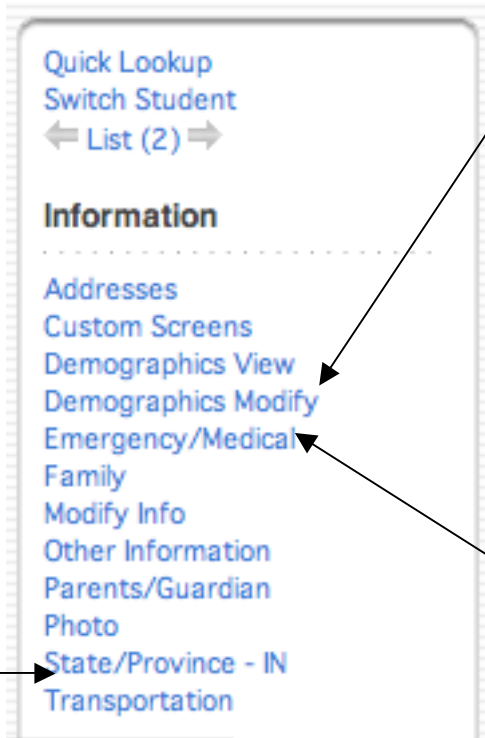 Quick Lookup
Switch Student
List (2)
Information
Addresses
Custom Screens
Demographics View
Demographics Modify
Emergency/Medical
Family
Modify Info
Other Information
Parents/Guardian
Photo
State/Province - IN
Transportation